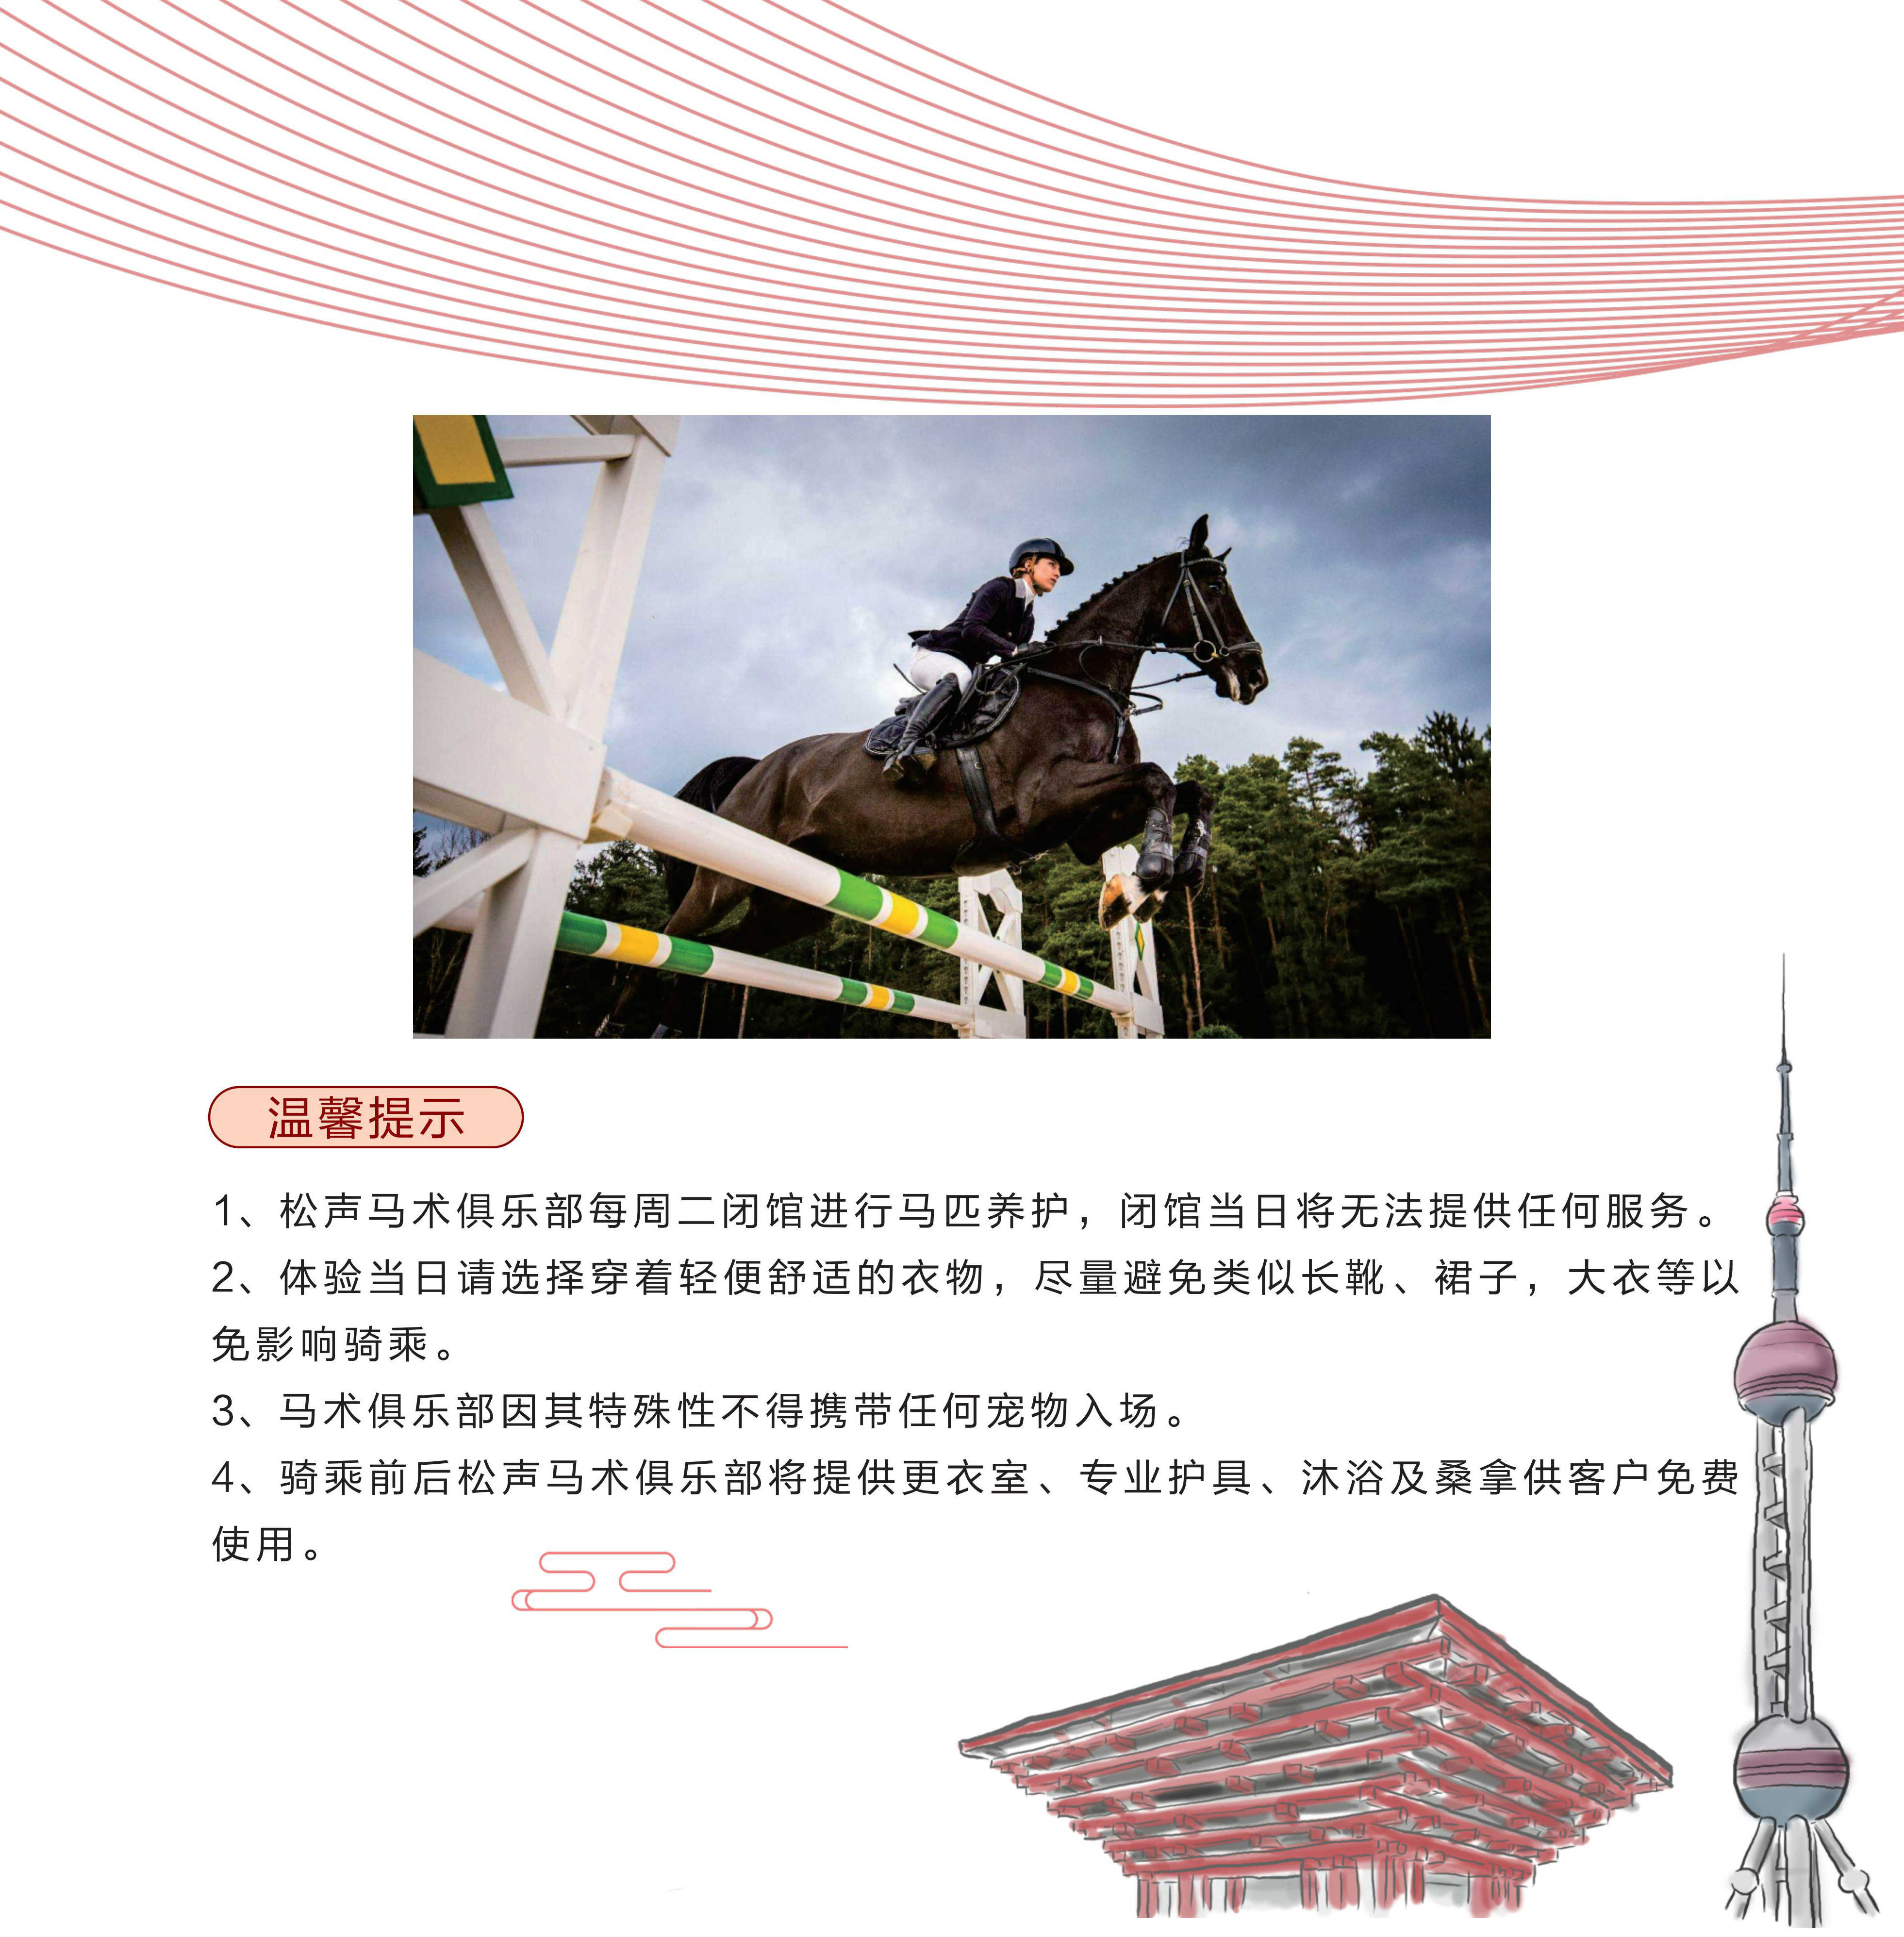 温馨提示
1、松声马术俱乐部每周二闭馆进行马匹养护，闭馆当日将无法提供任何服务。
2、体验当日请选择穿着轻便舒适的衣物，尽量避免类似长靴、裙子，大衣等以
免影响骑乘。
3、马术俱乐部因其特殊性不得携带任何宠物入场。
4、骑乘前后松声马术俱乐部将提供更衣室、专业护具、沐浴及桑拿供客户免费
使用。